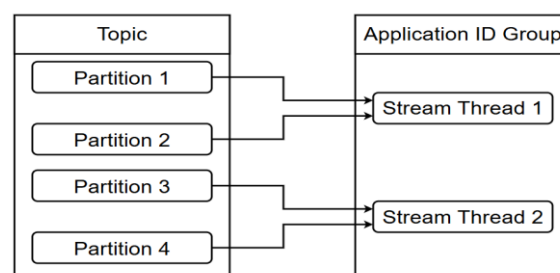 Topic
Partition 1
Partition 2
Partition 3
Partition 4
Application ID Group
Stream Thread 1
Stream Thread 2